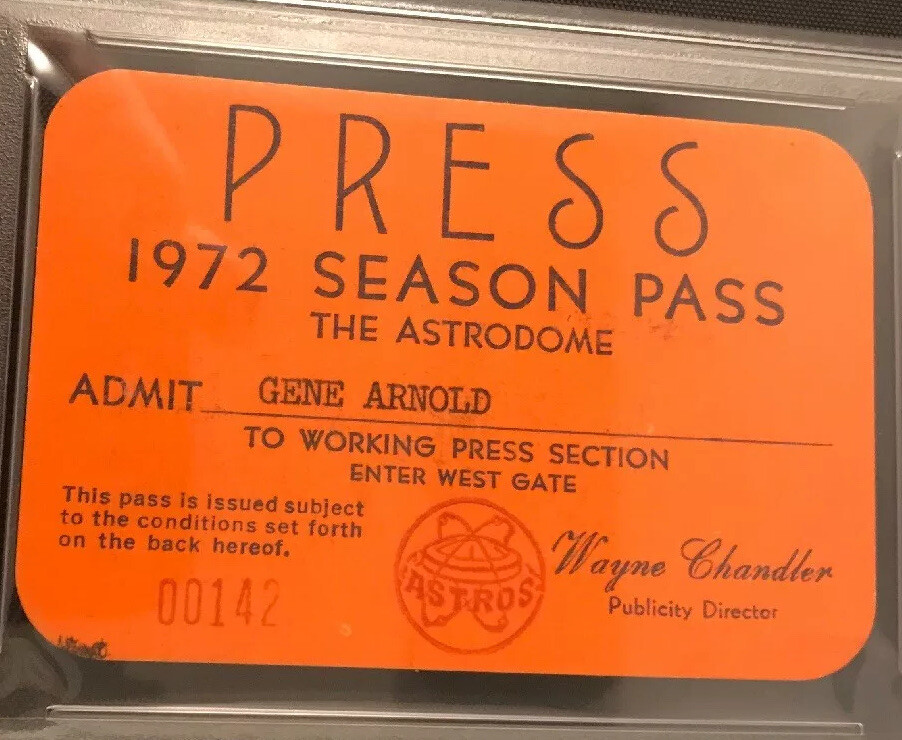 PRESS
1972 SEASON PASS
THE ASTRODOME
ADMIT GENE ARNOLD
TO WORKING PRESS SECTION
ENTER WEST GATE
This pass is issued subject
to the conditions set forth
on the back hereof.
00142
ASTROS
Wayne Chandler
Publicity Director